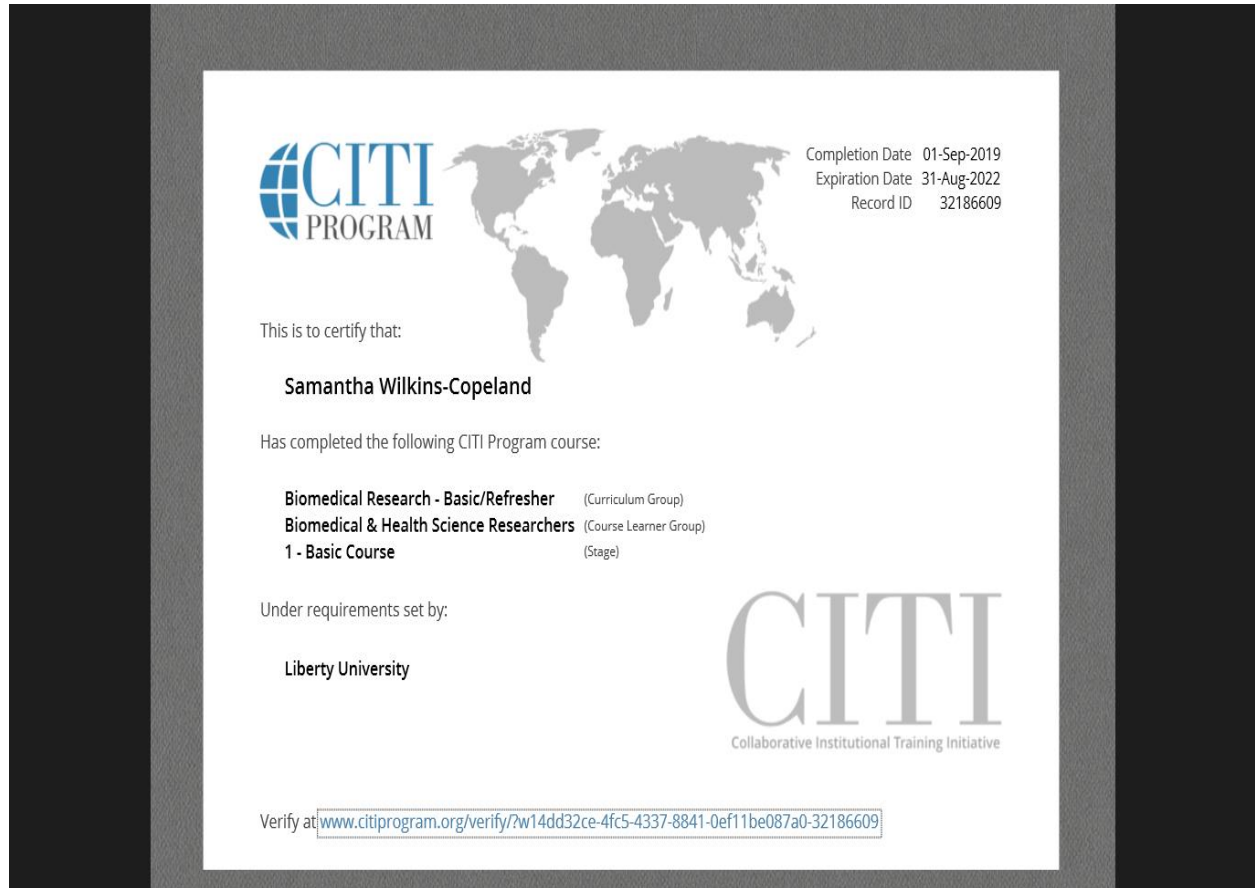 CITI
PROGRAM
Completion Date 01-Sep-2019
Expiration Date 31-Aug-2022
Record ID 32186609
This is to certify that:
Samantha Wilkins-Copeland
Has completed the following CITI Program course:
Biomedical Research - Basic/Refresher (Curriculum Group)
Biomedical & Health Science Researchers (Course Learner Group)
1 - Basic Course (Stage)
Under requirements set by:
Liberty University
CITI
Collaborative Institutional Training Initiative
Verify at www.citiprogram.org/verify/?w14dd32ce-4fc5-4337-8841-0ef11be087a0-32186609